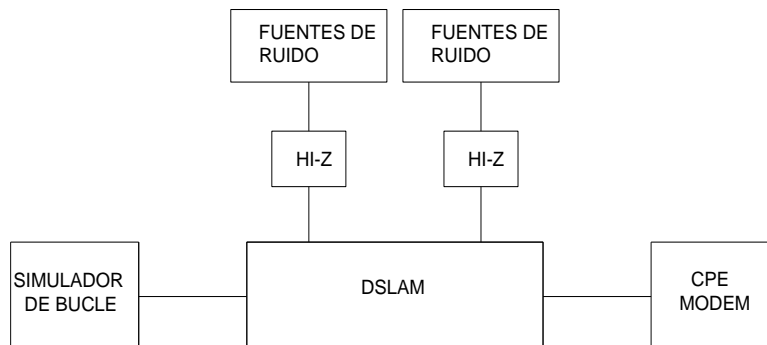 FUENTES DE
RUIDO
FUENTES DE
RUIDO
HI-Z
HI-Z
SIMULADOR
DE BUCLE
DSLAM
CPE
MODEM